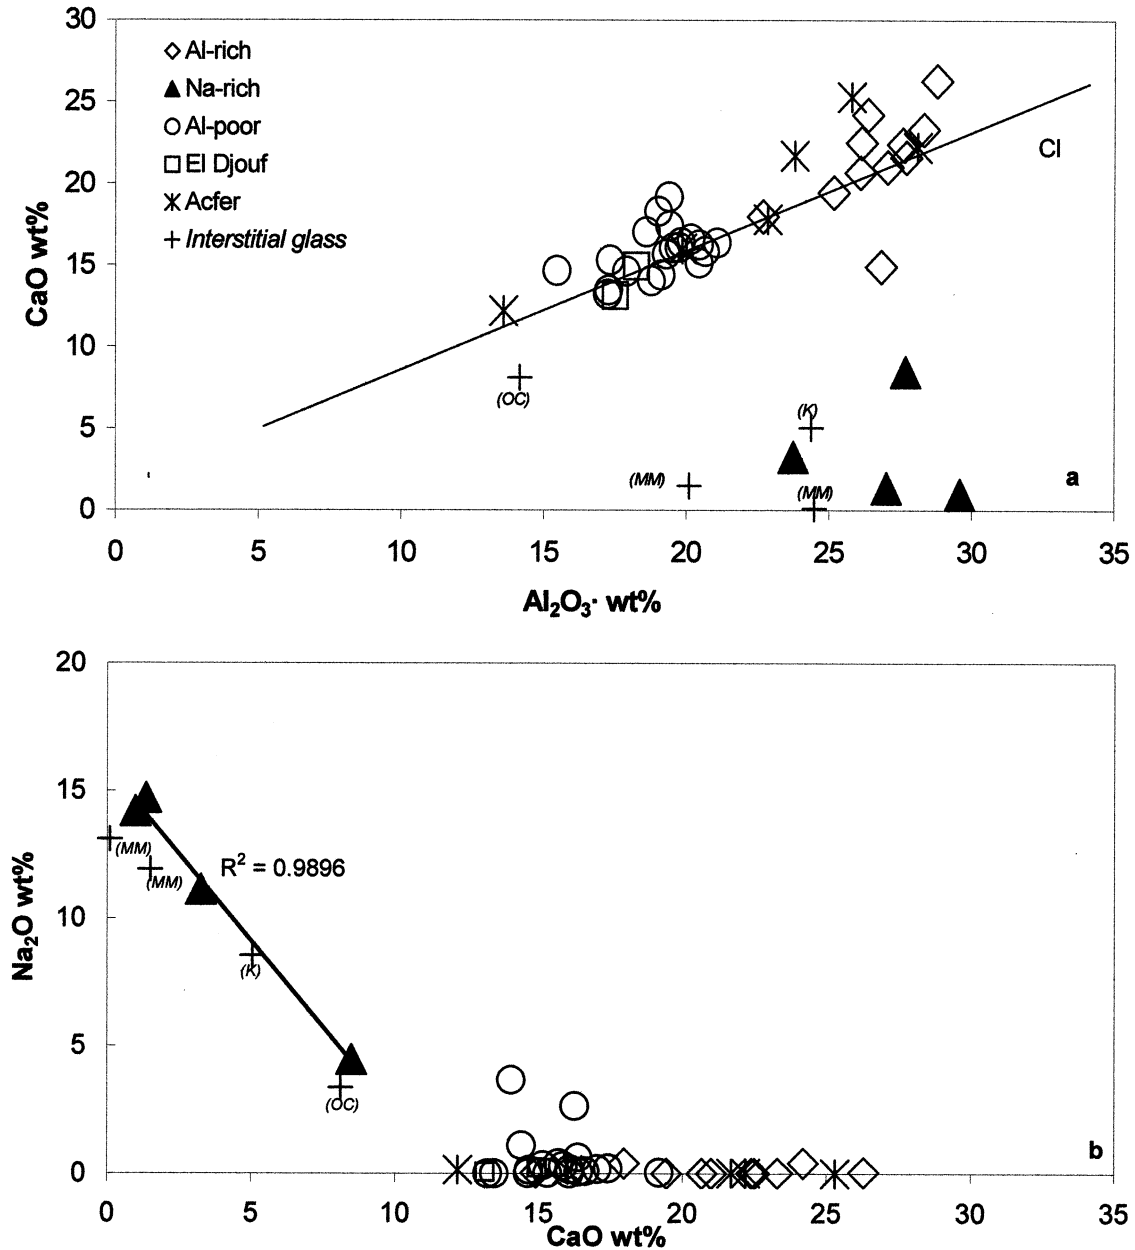 30
25
20
15
10
5
0
CaO wt%
Al-rich
Na-rich
Al-poor
El Djouf
Acfer
Interstitial glass
CI
(OC)
(K)
(MM)
(MM)
a
0 5 10 15 20 25 30 35
Al₂O₃· wt%
20
15
10
5
0
Na₂O wt%
(MM)
(MM)
R² = 0.9896
(K)
(OC)
b
0 5 10 15 20 25 30 35
CaO wt%